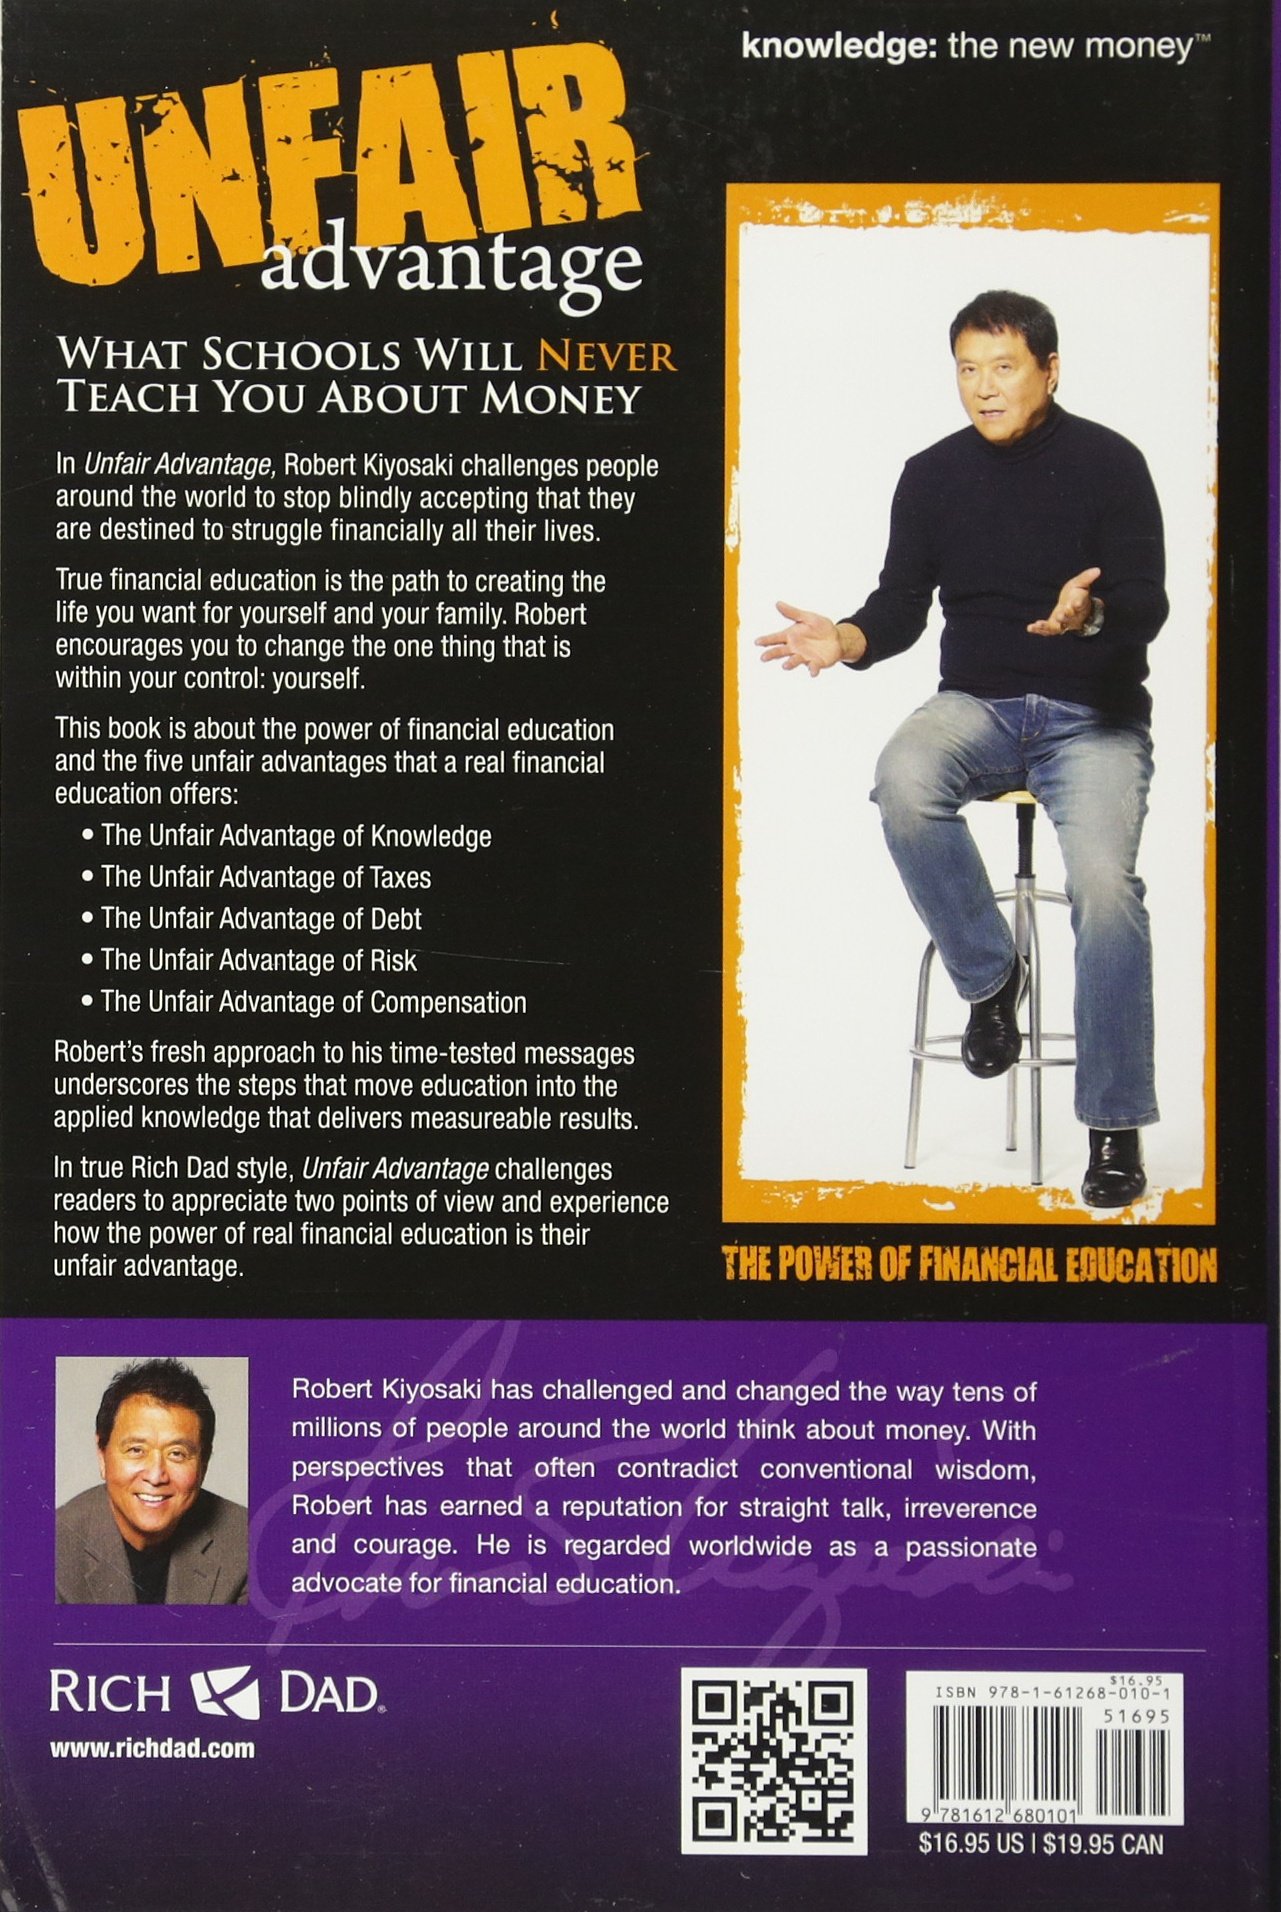 knowledge: the new money™
UNFAIR
advantage
WHAT SCHOOLS WILL NEVER
TEACH YOU ABOUT MONEY
In Unfair Advantage, Robert Kiyosaki challenges people
around the world to stop blindly accepting that they
are destined to struggle financially all their lives.
True financial education is the path to creating the
life you want for yourself and your family. Robert
encourages you to change the one thing that is
within your control: yourself.
This book is about the power of financial education
and the five unfair advantages that a real financial
education offers:
• The Unfair Advantage of Knowledge
• The Unfair Advantage of Taxes
• The Unfair Advantage of Debt
• The Unfair Advantage of Risk
• The Unfair Advantage of Compensation
Robert's fresh approach to his time-tested messages
underscores the steps that move education into the
applied knowledge that delivers measureable results.
In true Rich Dad style, Unfair Advantage challenges
readers to appreciate two points of view and experience
how the power of real financial education is their
unfair advantage.
THE POWER OF FINANCIAL EDUCATION
Robert Kiyosaki has challenged and changed the way tens of
millions of people around the world think about money. With
perspectives that often contradict conventional wisdom,
Robert has earned a reputation for straight talk, irreverence
and courage. He is regarded worldwide as a passionate
advocate for financial education.
RICH DAD®
www.richdad.com
$16.95
ISBN 978-1-61268-010-1
51695
9 781612 680101
$16.95 US | $19.95 CAN